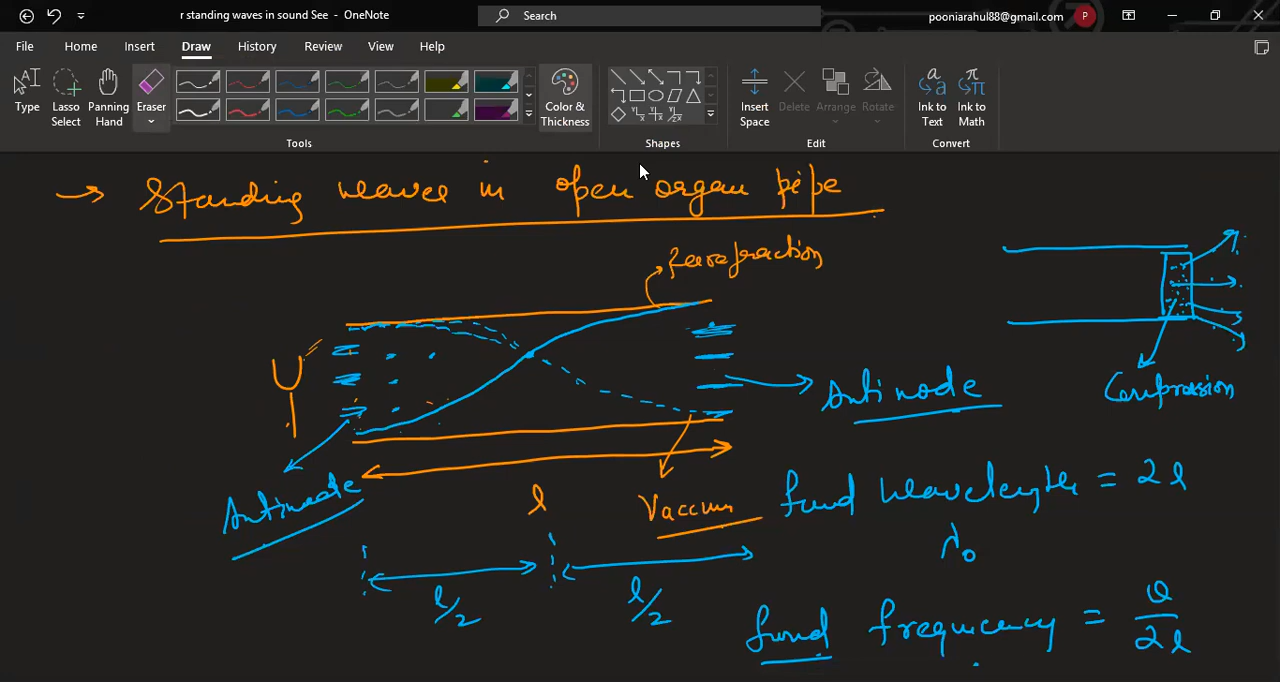 r standing waves in sound See - OneNote
Search
pooniarahul88@gmail.com
P
File Home Insert Draw History Review View Help
Type
Lasso Select
Panning Hand
Eraser
Color & Thickness
Insert Space
Delete
Arrange
Rotate
Ink to Text
Ink to Math
Tools
Shapes
Edit
Convert
→ Standing waves in open organ pipe
Rarefraction
Antinode
Compression
Antinode
l
Vaccum
fund wavelength = 2l
λ₀
l/2
l/2
fund frequency = v/2l